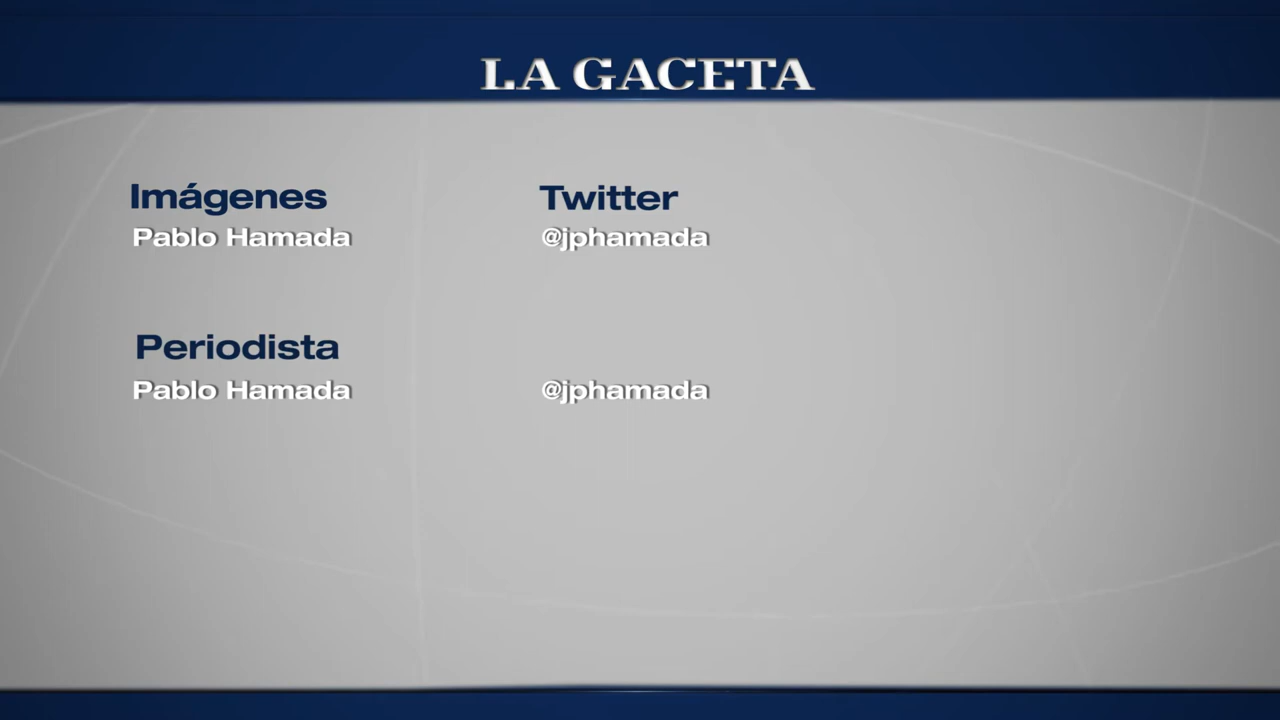 LA GACETA
Imágenes
Twitter
Pablo Hamada
@jphamada
Periodista
Pablo Hamada
@jphamada